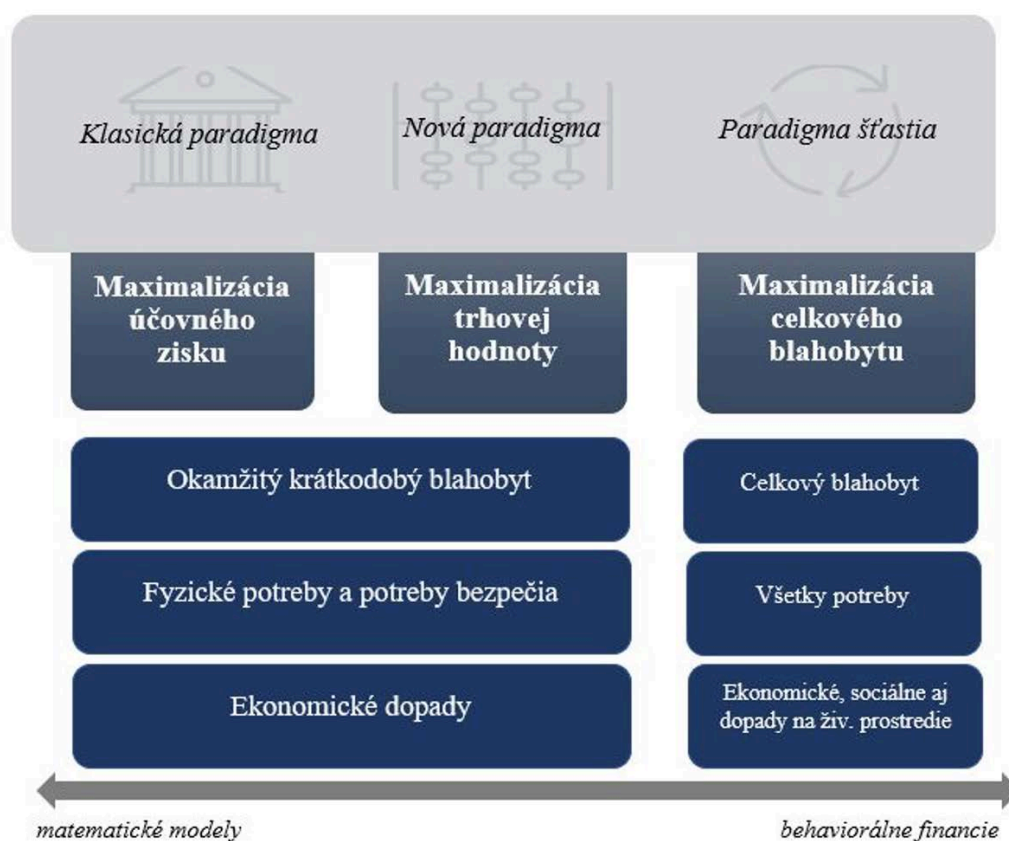 Klasická paradigma
Nová paradigma
Paradigma šťastia
Maximalizácia
účovného
zisku
Maximalizácia
trhovej
hodnoty
Maximalizácia
celkového
blahobytu
Okamžitý krátkodobý blahobyt
Celkový blahobyt
Fyzické potreby a potreby bezpečia
Všetky potreby
Ekonomické dopady
Ekonomické, sociálne aj
dopady na živ. prostredie
matematické modely
behaviorálne financie